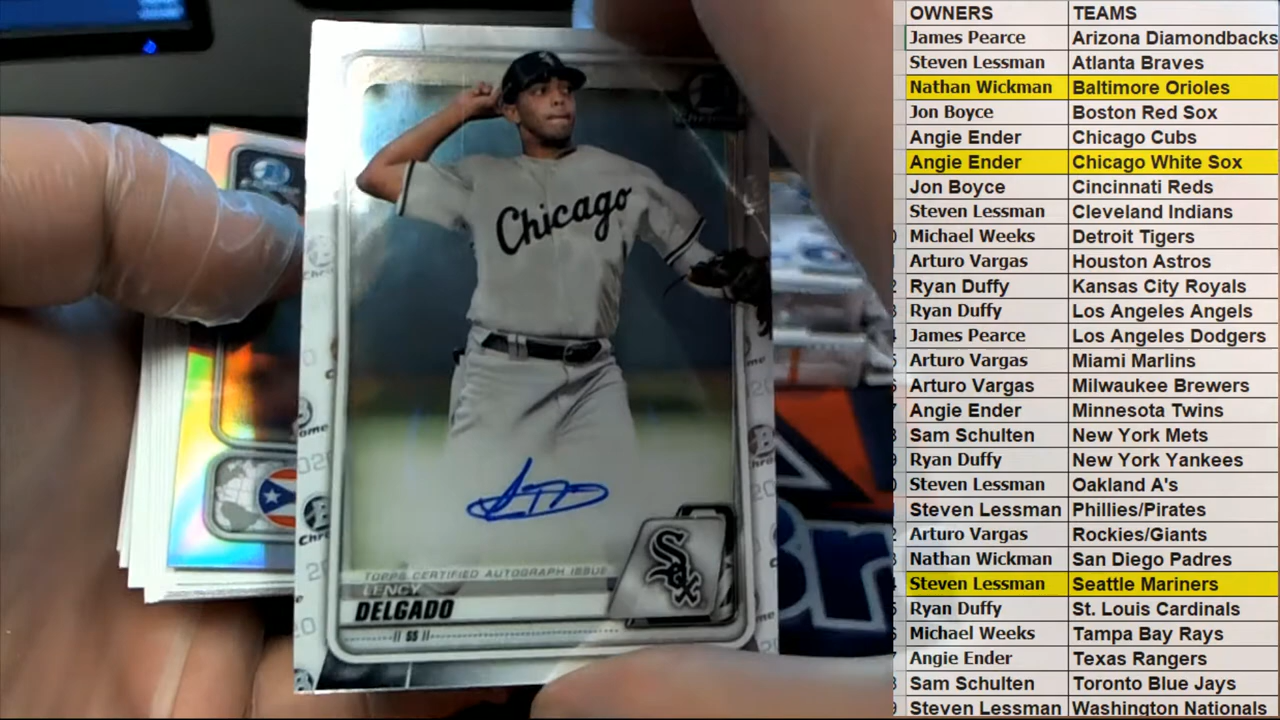 Chicago
TOPPS CERTIFIED AUTOGRAPH ISSUE
LENCY
DELGADO
SS
Sox
OWNERS TEAMS
James Pearce Arizona Diamondbacks
Steven Lessman Atlanta Braves
Nathan Wickman Baltimore Orioles
Jon Boyce Boston Red Sox
Angie Ender Chicago Cubs
Angie Ender Chicago White Sox
Jon Boyce Cincinnati Reds
Steven Lessman Cleveland Indians
Michael Weeks Detroit Tigers
Arturo Vargas Houston Astros
Ryan Duffy Kansas City Royals
Ryan Duffy Los Angeles Angels
James Pearce Los Angeles Dodgers
Arturo Vargas Miami Marlins
Arturo Vargas Milwaukee Brewers
Angie Ender Minnesota Twins
Sam Schulten New York Mets
Ryan Duffy New York Yankees
Steven Lessman Oakland A's
Steven Lessman Phillies/Pirates
Arturo Vargas Rockies/Giants
Nathan Wickman San Diego Padres
Steven Lessman Seattle Mariners
Ryan Duffy St. Louis Cardinals
Michael Weeks Tampa Bay Rays
Angie Ender Texas Rangers
Sam Schulten Toronto Blue Jays
Steven Lessman Washington Nationals